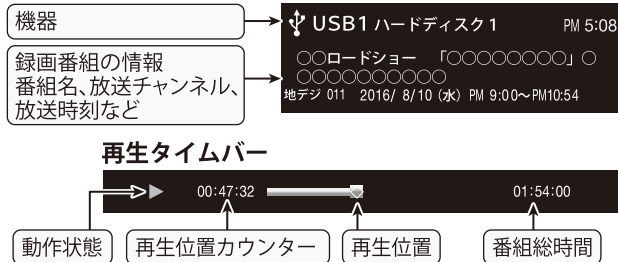 機器
USB1 ハードディスク1 PM 5:08
録画番組の情報
番組名、放送チャンネル、
放送時刻など
○○ロードショー 「○○○○○○○○」○
○○○○○○○○○○
地デジ 011 2016/ 8/10 (水) PM 9:00～PM10:54
再生タイムバー
00:47:32 01:54:00
動作状態 再生位置カウンター 再生位置 番組総時間